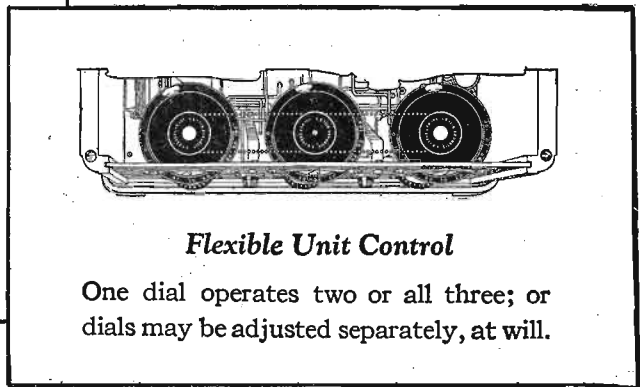 Flexible Unit Control
One dial operates two or all three; or
dials may be adjusted separately, at will.